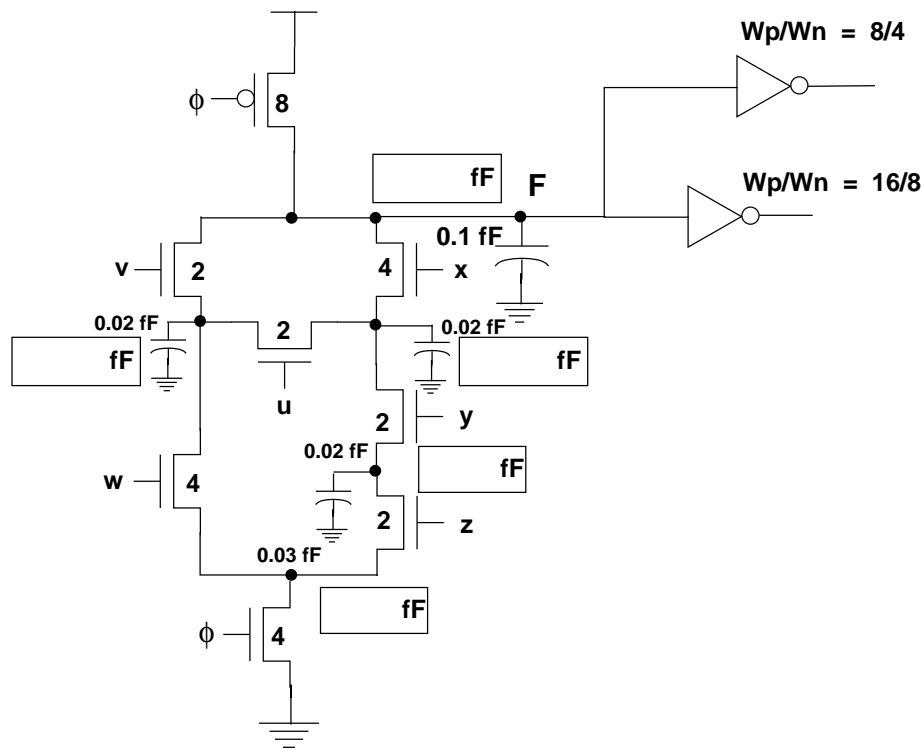 Wp/Wn = 8/4
ϕ
8
fF
F
Wp/Wn = 16/8
0.1 fF
v
2
4
x
0.02 fF
2
0.02 fF
fF
fF
u
2
y
0.02 fF
fF
w
4
2
z
0.03 fF
fF
ϕ
4